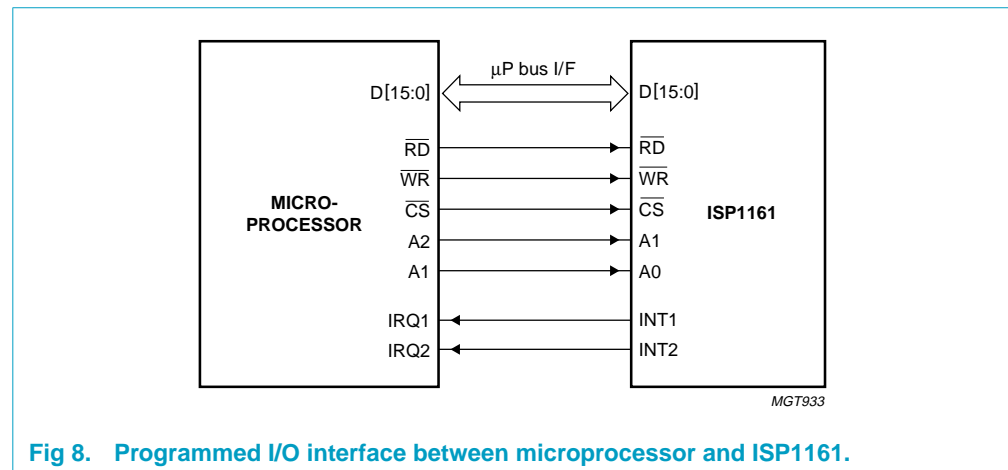 µP bus I/F
D[15:0] D[15:0]
RD RD
WR WR
MICRO-
PROCESSOR
CS CS
ISP1161
A2 A1
A1 A0
IRQ1 INT1
IRQ2 INT2
MGT933
Fig 8. Programmed I/O interface between microprocessor and ISP1161.